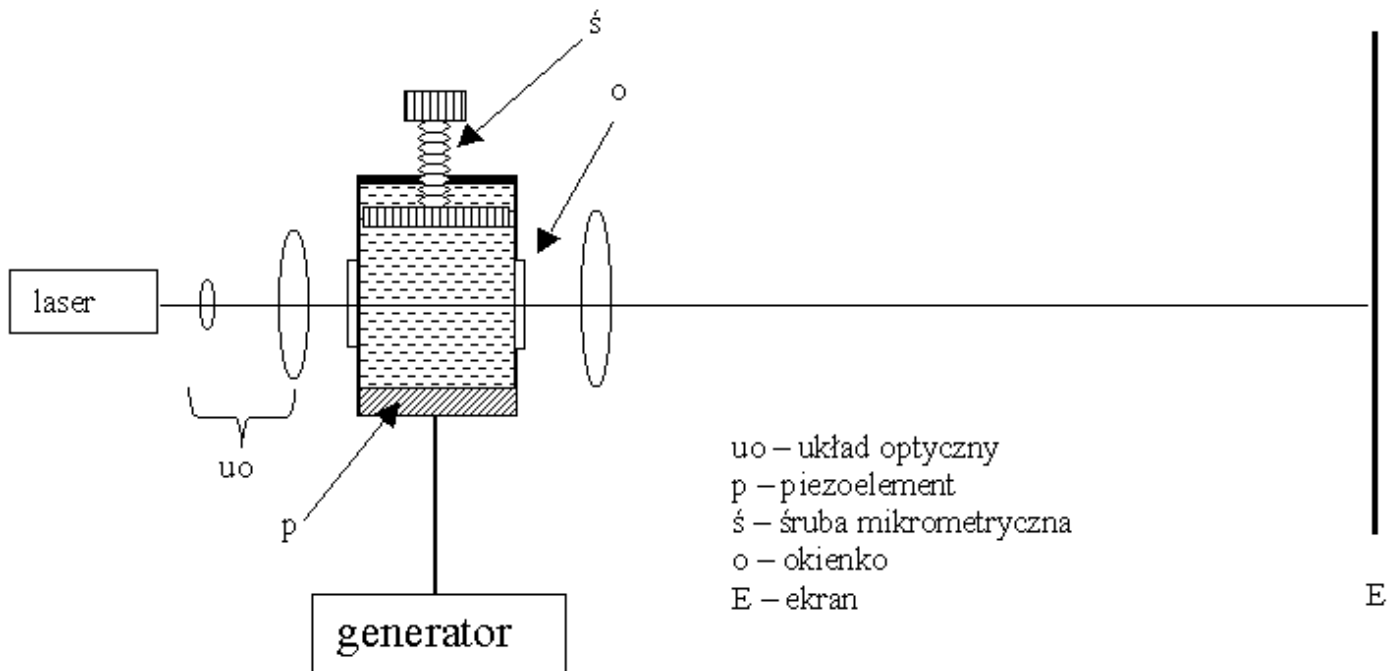 ś
o
laser
uo
p
generator
uo – układ optyczny
p – piezoelement
ś – śruba mikrometryczna
o – okienko
E – ekran
E